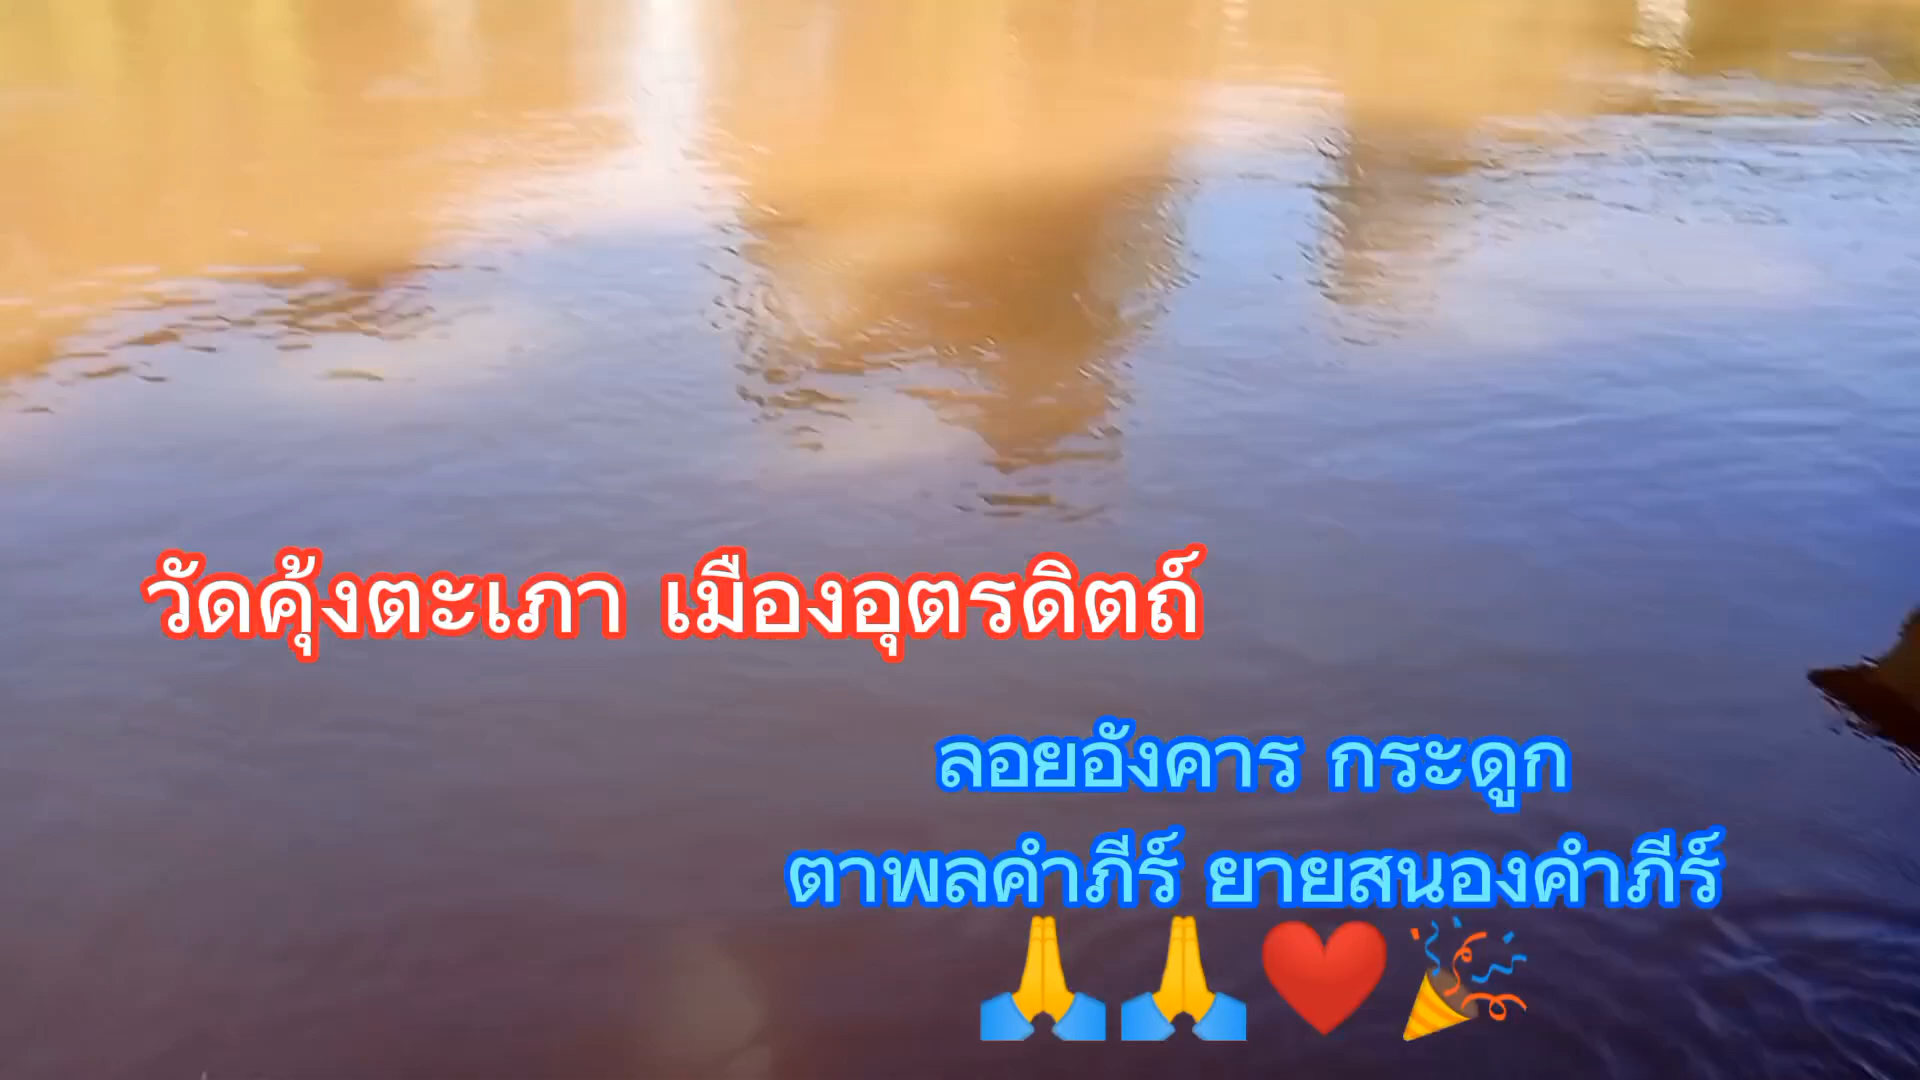 วัดคุ้งตะเภา เมืองอุตรดิตถ์
ลอยอังคาร กระดูก
ตาพลคำภีร์ ยายสนองคำภีร์
🙏🙏❤️🎉